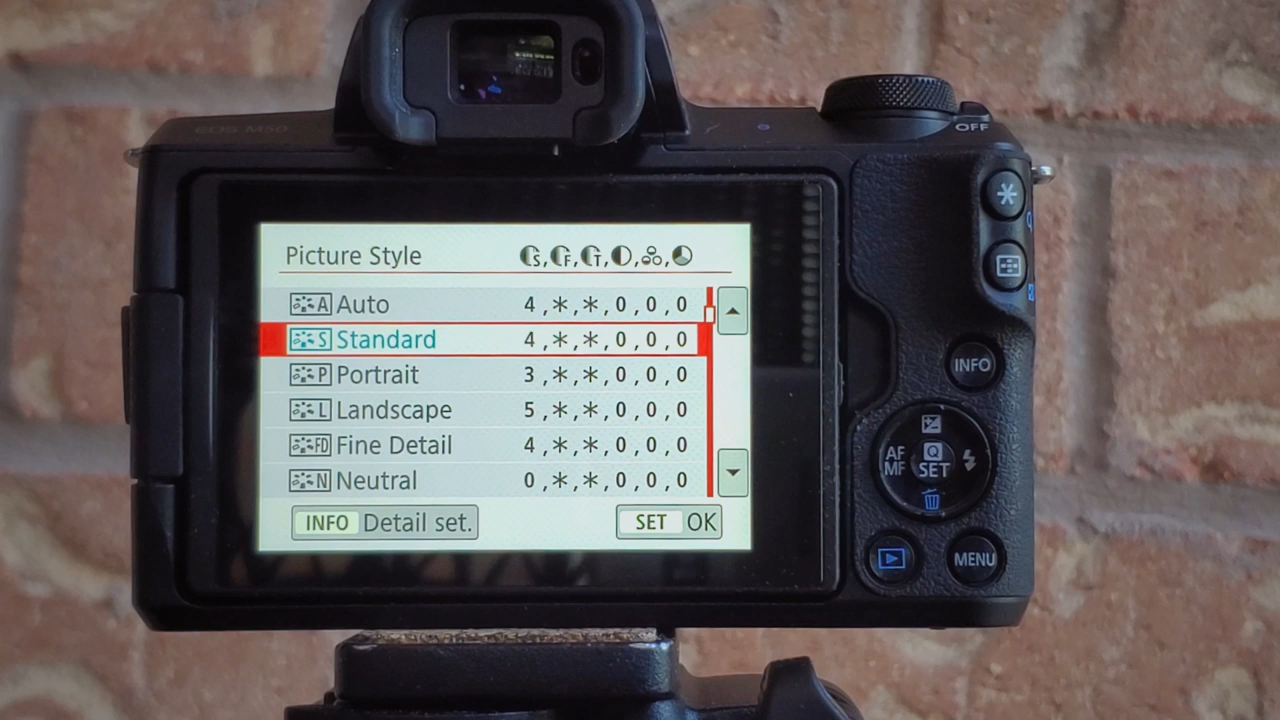 EOS M50
OFF
Picture Style S, F, T, , ,
A Auto 4,*,*,0,0,0
S Standard 4,*,*,0,0,0
P Portrait 3,*,*,0,0,0
L Landscape 5,*,*,0,0,0
FD Fine Detail 4,*,*,0,0,0
N Neutral 0,*,*,0,0,0
INFO Detail set. SET OK
INFO
AF
MF
Q
SET
MENU